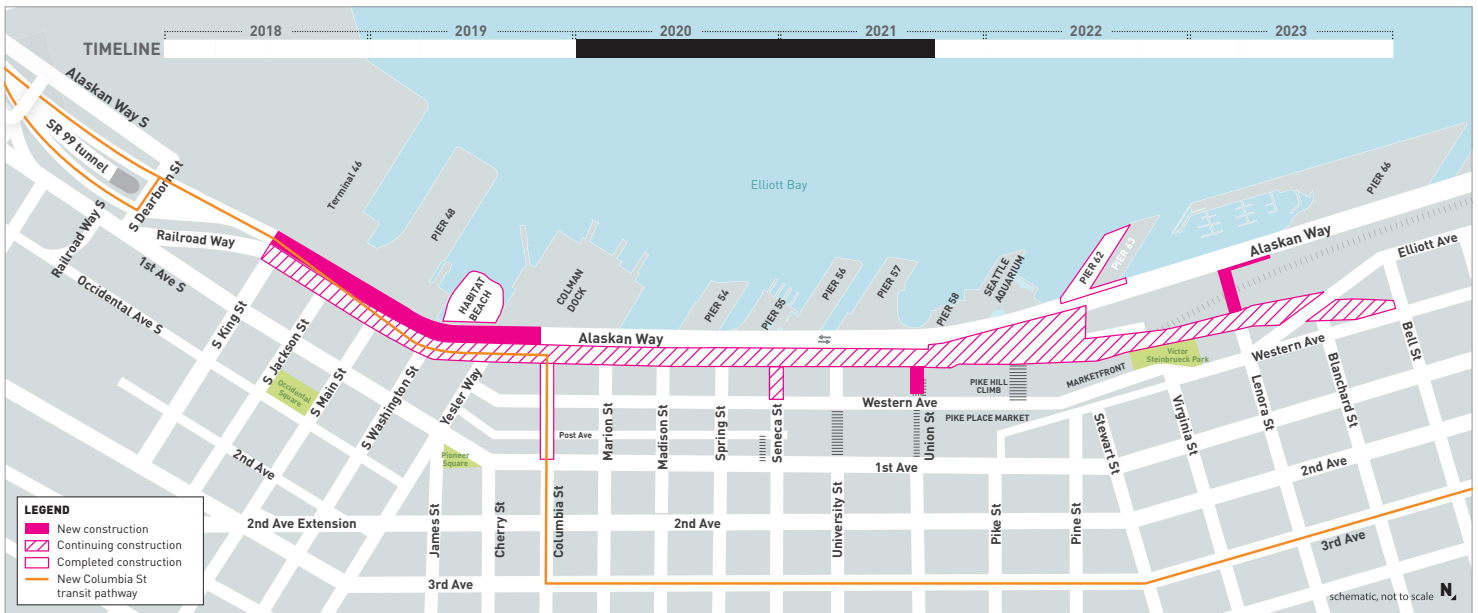 2018
2019
2020
2021
2022
2023
TIMELINE
Alaskan Way S
SR 99 tunnel
S Dearborn St
Railroad Way S
Railroad Way
1st Ave S
Occidental Ave S
Terminal 46
PIER 48
HABITAT
BEACH
COLMAN
DOCK
PIER 54
PIER 55
PIER 56
PIER 57
PIER 58
SEATTLE
AQUARIUM
PIER 62
PIER 63
PIER 66
Elliott Bay
Alaskan Way
Alaskan Way
Elliott Ave
S King St
S Jackson St
Occidental
Square
S Main St
S Washington St
Yesler Way
Pioneer
Square
2nd Ave
2nd Ave Extension
James St
Cherry St
Columbia St
Post Ave
Marion St
Madison St
Spring St
Seneca St
University St
Union St
Western Ave
PIKE PLACE MARKET
PIKE HILL
CLIMB
MARKETFRONT
Victor
Steinbrueck Park
Western Ave
1st Ave
2nd Ave
3rd Ave
Pike St
Pine St
Stewart St
Virginia St
Lenora St
Blanchard St
Bell St
2nd Ave
3rd Ave
LEGEND
New construction
Continuing construction
Completed construction
New Columbia St
transit pathway
schematic, not to scale
N